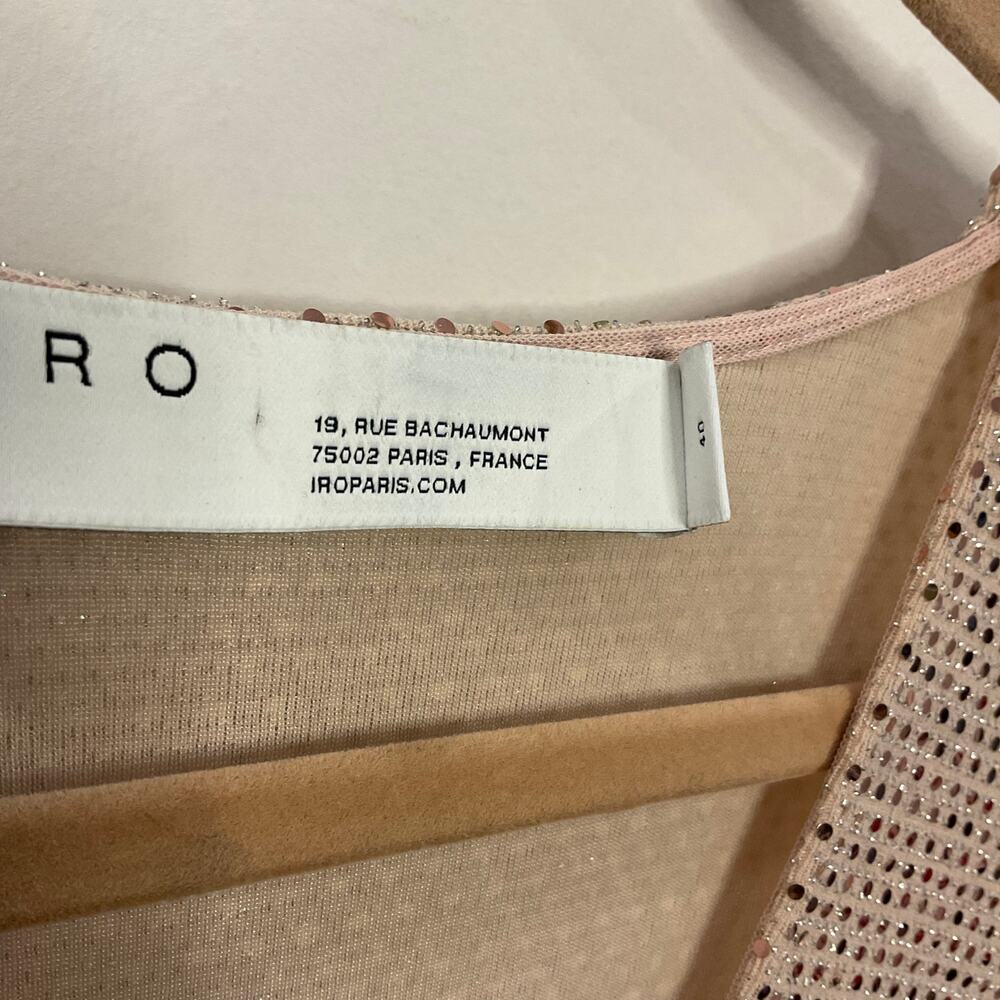 R O
19, RUE BACHAUMONT
75002 PARIS , FRANCE
IROPARIS.COM
40